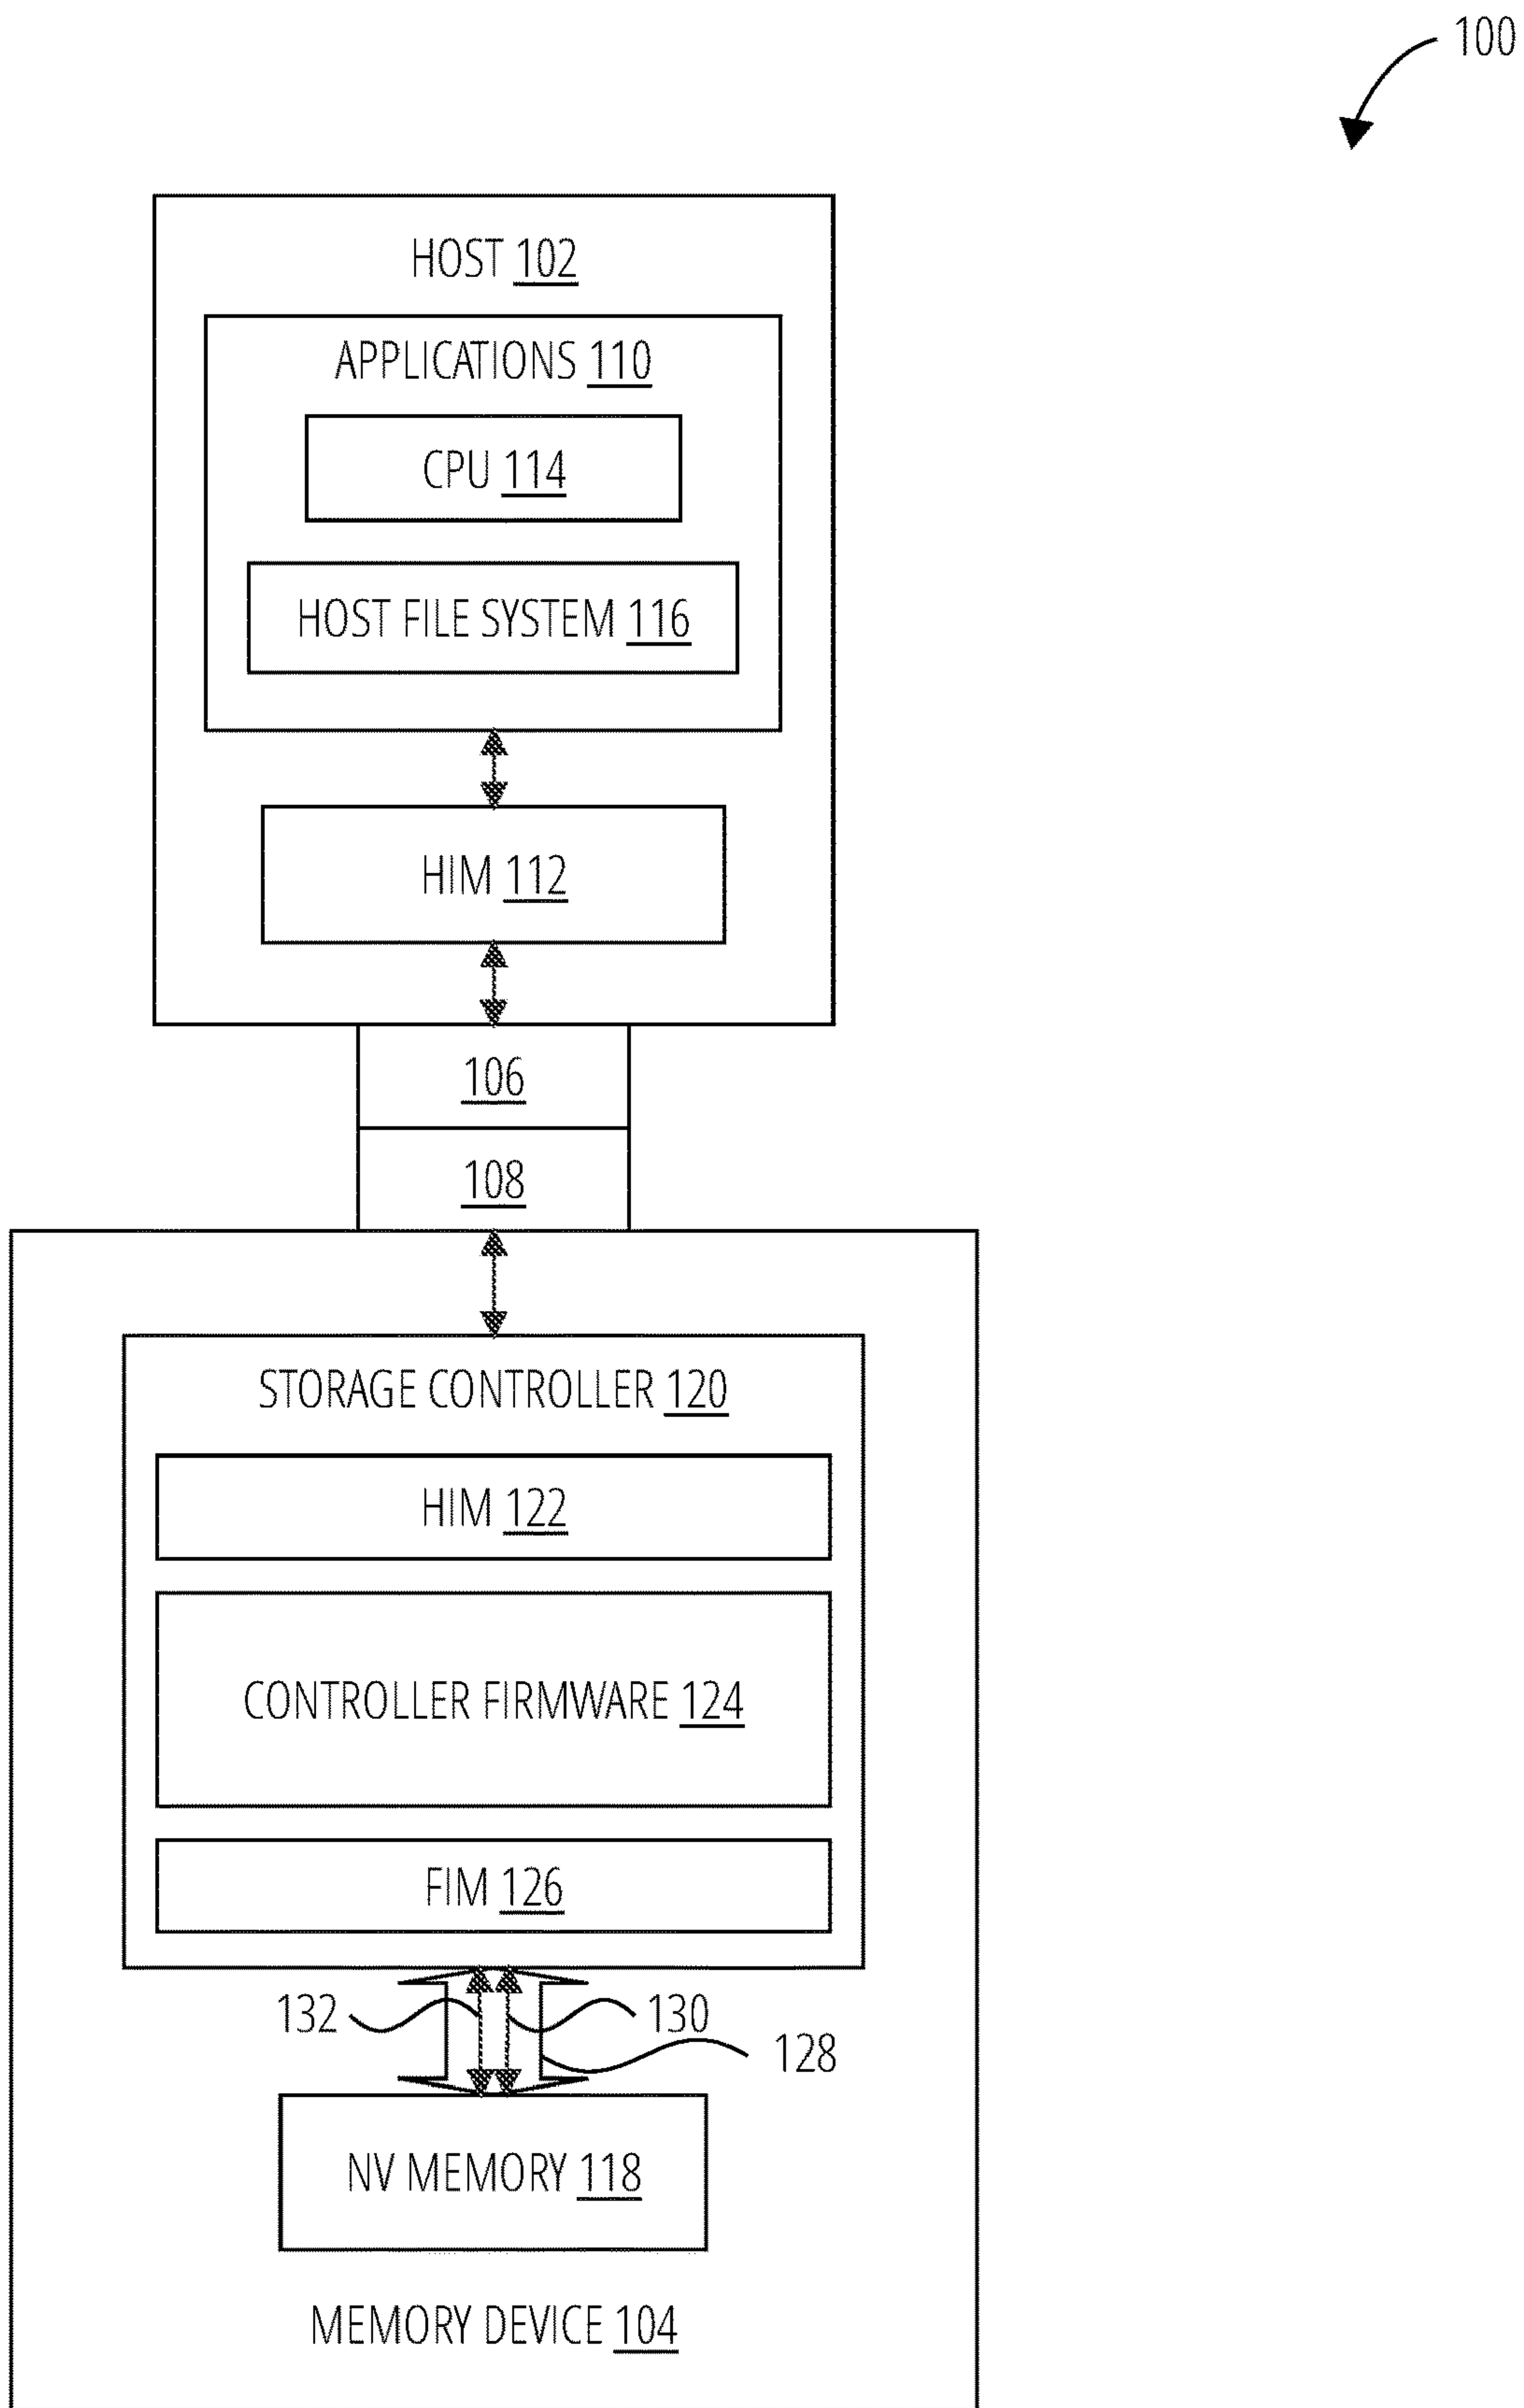 100
HOST 102
APPLICATIONS 110
CPU 114
HOST FILE SYSTEM 116
HIM 112
106
108
STORAGE CONTROLLER 120
HIM 122
CONTROLLER FIRMWARE 124
FIM 126
132
130
128
NV MEMORY 118
MEMORY DEVICE 104